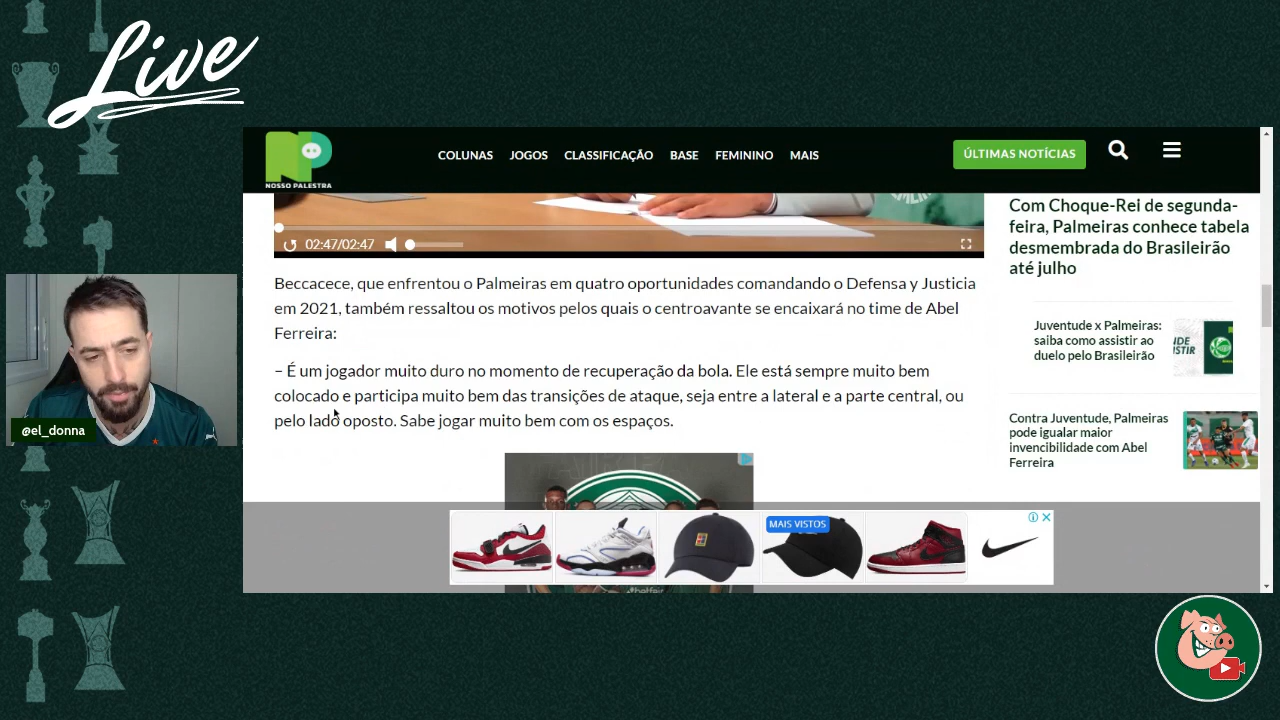 Live
NOSSO PALESTRA
COLUNAS JOGOS CLASSIFICAÇÃO BASE FEMININO MAIS
ÚLTIMAS NOTÍCIAS
02:47/02:47
Beccacece, que enfrentou o Palmeiras em quatro oportunidades comandando o Defensa y Justicia
em 2021, também ressaltou os motivos pelos quais o centroavante se encaixará no time de Abel
Ferreira:
– É um jogador muito duro no momento de recuperação da bola. Ele está sempre muito bem
colocado e participa muito bem das transições de ataque, seja entre a lateral e a parte central, ou
pelo lado oposto. Sabe jogar muito bem com os espaços.
Com Choque-Rei de segunda-
feira, Palmeiras conhece tabela
desmembrada do Brasileirão
até julho
Juventude x Palmeiras:
saiba como assistir ao
duelo pelo Brasileirão
Contra Juventude, Palmeiras
pode igualar maior
invencibilidade com Abel
Ferreira
MAIS VISTOS
@el_donna